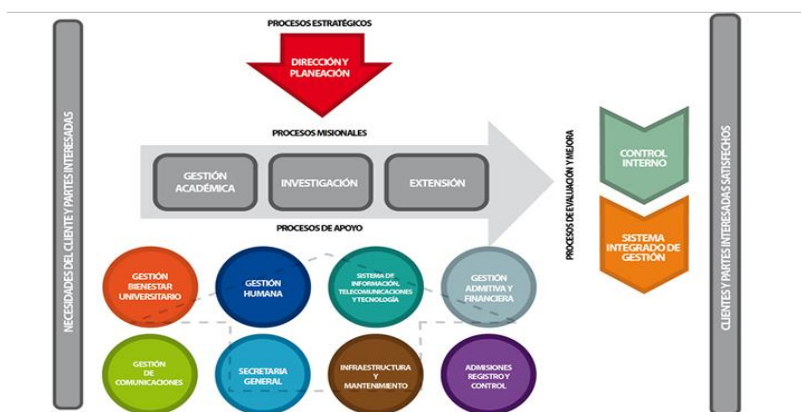 PROCESOS ESTRATÉGICOS
DIRECCIÓN Y
PLANEACIÓN
NECESIDADES DEL CLIENTE Y PARTES INTERESADAS
PROCESOS MISIONALES
GESTIÓN
ACADÉMICA
INVESTIGACIÓN
EXTENSIÓN
PROCESOS DE APOYO
GESTIÓN
BIENESTAR
UNIVERSITARIO
GESTIÓN
HUMANA
SISTEMA DE
INFORMACIÓN,
TELECOMUNICACIONES
Y TECNOLOGÍA
GESTIÓN
ADMITIVA Y
FINANCIERA
GESTIÓN
DE
COMUNICACIONES
SECRETARIA
GENERAL
INFRAESTRUCTURA
Y
MANTENIMIENTO
ADMISIONES
REGISTRO Y
CONTROL
PROCESOS DE EVALUACIÓN Y MEJORA
CONTROL
INTERNO
SISTEMA
INTEGRADO DE
GESTIÓN
CLIENTES Y PARTES INTERESADAS SATISFECHOS